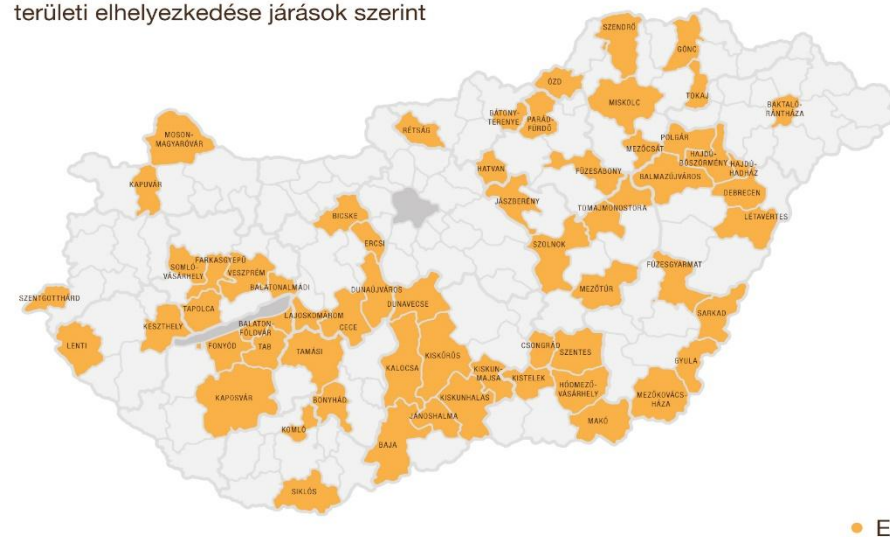 területi elhelyezkedése járások szerint
SZENDRŐ
GÖNC
ÓZD
TOKAJ
MISKOLC
BAKTALÓ-
RÁNTHÁZA
BÁTONY-
TERENYE
PARÁD-
FÜRDŐ
RÉTSÁG
MOSON-
MAGYARÓVÁR
POLGÁR
MEZŐCSÁT
HAJDÚ-
BÖSZÖRMÉNY
HAJDÚ-
HADHÁZ
HATVAN
FÜZESABONY
BALMAZÚJVÁROS
KAPUVÁR
DEBRECEN
JÁSZBERÉNY
TOMAJMONOSTORA
LÉTAVÉRTES
BICSKE
ERCSI
SZOLNOK
FARKASGYEPŰ
SOMLÓ-
VÁSÁRHELY
VESZPRÉM
FÜZESGYARMAT
BALATONALMÁDI
DUNAÚJVÁROS
MEZŐTÚR
SZENTGOTTHÁRD
DUNAVECSE
TAPOLCA
LAJOSKOMÁROM
SARKAD
KESZTHELY
BALATON
FÖLDVÁR
CECE
LENTI
FONYÓD
TAB
TAMÁSI
CSONGRÁD
SZENTES
KISKŐRÖS
GYULA
KALOCSA
KISKUN-
MAJSA
KISTELEK
HÓDMEZŐ-
VÁSÁRHELY
KAPOSVÁR
BONYHÁD
KISKUNHALAS
MEZŐKOVÁCS-
HÁZA
JÁNOSHALMA
MAKÓ
KOMLÓ
BAJA
SIKLÓS
E